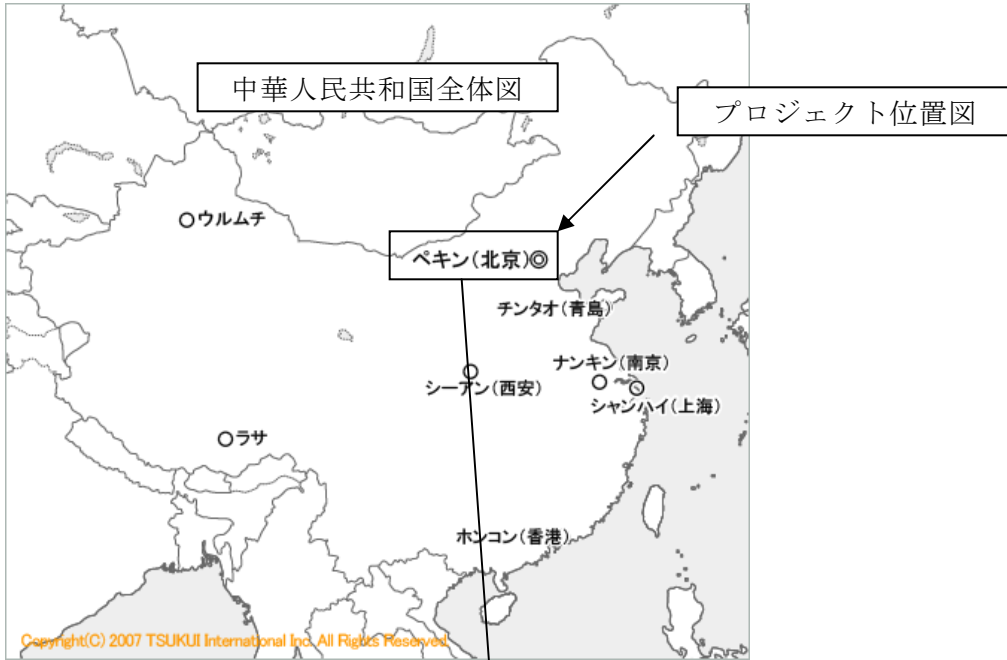 中華人民共和国全体図
プロジェクト位置図
ウルムチ
ペキン(北京)
チンタオ(青島)
ナンキン(南京)
シーアン(西安)
シャンハイ(上海)
ラサ
ホンコン(香港)
Copyright(C) 2007 TSUKUI International Inc. All Rights Reserved.